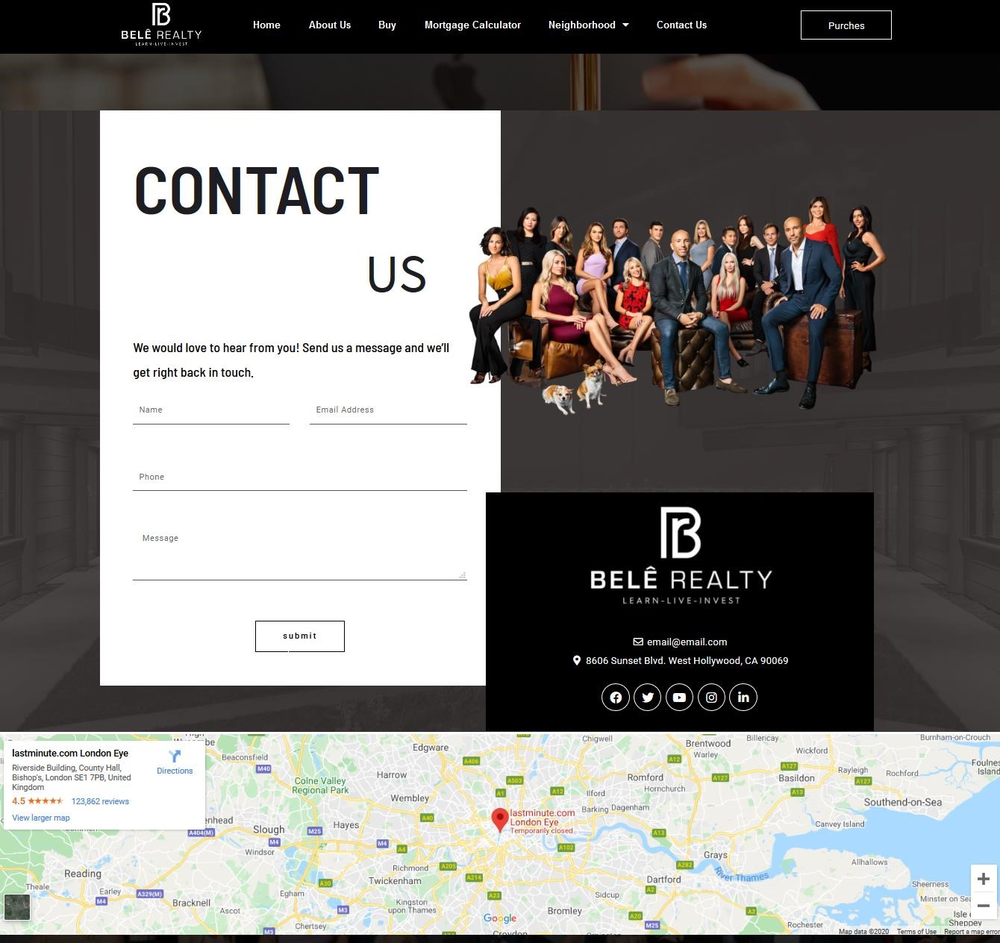 BELÊ REALTY
LEARN-LIVE-INVEST
Home
About Us
Buy
Mortgage Calculator
Neighborhood
Contact Us
Purches
CONTACT
US
We would love to hear from you! Send us a message and we'll
get right back in touch.
Name
Email Address
Phone
Message
submit
BELÊ REALTY
LEARN-LIVE-INVEST
email@email.com
8606 Sunset Blvd. West Hollywood, CA 90069
lastminute.com London Eye
Directions
Riverside Building, County Hall,
Bishop's, London SE1 7PB, United
Kingdom
4.5
123,862 reviews
View larger map
Beaconsfield
M40
Colne Valley
Regional Park
Edgware
A406
Harrow
Wembley
A503
A1
A12
Chigwell
Ilford
Barking
Dagenham
Romford
Hornchurch
A12
Brentwood
Warley
Billericay
Wickford
A127
A127
Basildon
A13
Rayleigh
A127
Rochford
Burnham-on-Crouch
Foulness
Island
Southend-on-Sea
Canvey Island
A404(M)
Slough
M4
M25
Hayes
Windsor
M4
A4
A40
lastminute.com
London Eye
Temporarily closed
A102
A13
Grays
A282
River Thames
Allhallows
Reading
Theale
Earley
M4
A329(M)
Bracknell
Ascot
Egham
A30
Chertsey
M3
M3
Richmond
Twickenham
A205
A214
Kingston
upon Thames
A23
Google
Croydon
Bromley
Sidcup
A20
M25
Dartford
A2
A2
Rochester
Sheerness
Minster on Sea
Isle of
Sheppey
Map data ©2020
Terms of Use
Report a map error